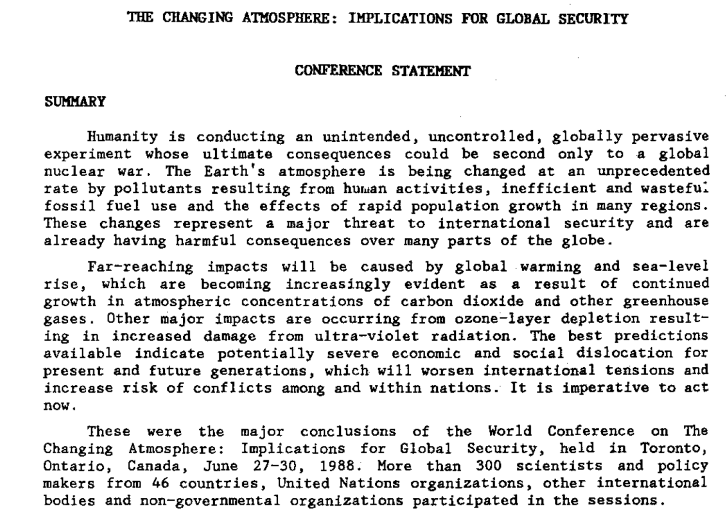 THE CHANGING ATMOSPHERE: IMPLICATIONS FOR GLOBAL SECURITY
CONFERENCE STATEMENT
SUMMARY
Humanity is conducting an unintended, uncontrolled, globally pervasive
experiment whose ultimate consequences could be second only to a global
nuclear war. The Earth's atmosphere is being changed at an unprecedented
rate by pollutants resulting from human activities, inefficient and wasteful
fossil fuel use and the effects of rapid population growth in many regions.
These changes represent a major threat to international security and are
already having harmful consequences over many parts of the globe.
Far-reaching impacts will be caused by global warming and sea-level
rise, which are becoming increasingly evident as a result of continued
growth in atmospheric concentrations of carbon dioxide and other greenhouse
gases. Other major impacts are occurring from ozone-layer depletion result-
ing in increased damage from ultra-violet radiation. The best predictions
available indicate potentially severe economic and social dislocation for
present and future generations, which will worsen international tensions and
increase risk of conflicts among and within nations. It is imperative to act
now.
These were the major conclusions of the World Conference on The
Changing Atmosphere: Implications for Global Security, held in Toronto,
Ontario, Canada, June 27-30, 1988. More than 300 scientists and policy
makers from 46 countries, United Nations organizations, other international
bodies and non-governmental organizations participated in the sessions.